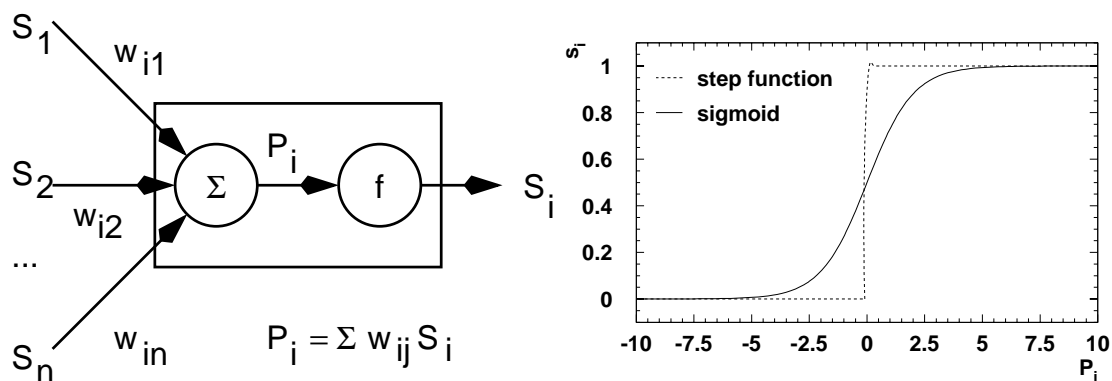 S1
wi1
S2
wi2
...
Sn
win
Σ
Pi
f
Si
Pi = Σ wij Si
si
1
0.8
0.6
0.4
0.2
0
step function
sigmoid
-10 -7.5 -5 -2.5 0 2.5 5 7.5 10
Pi